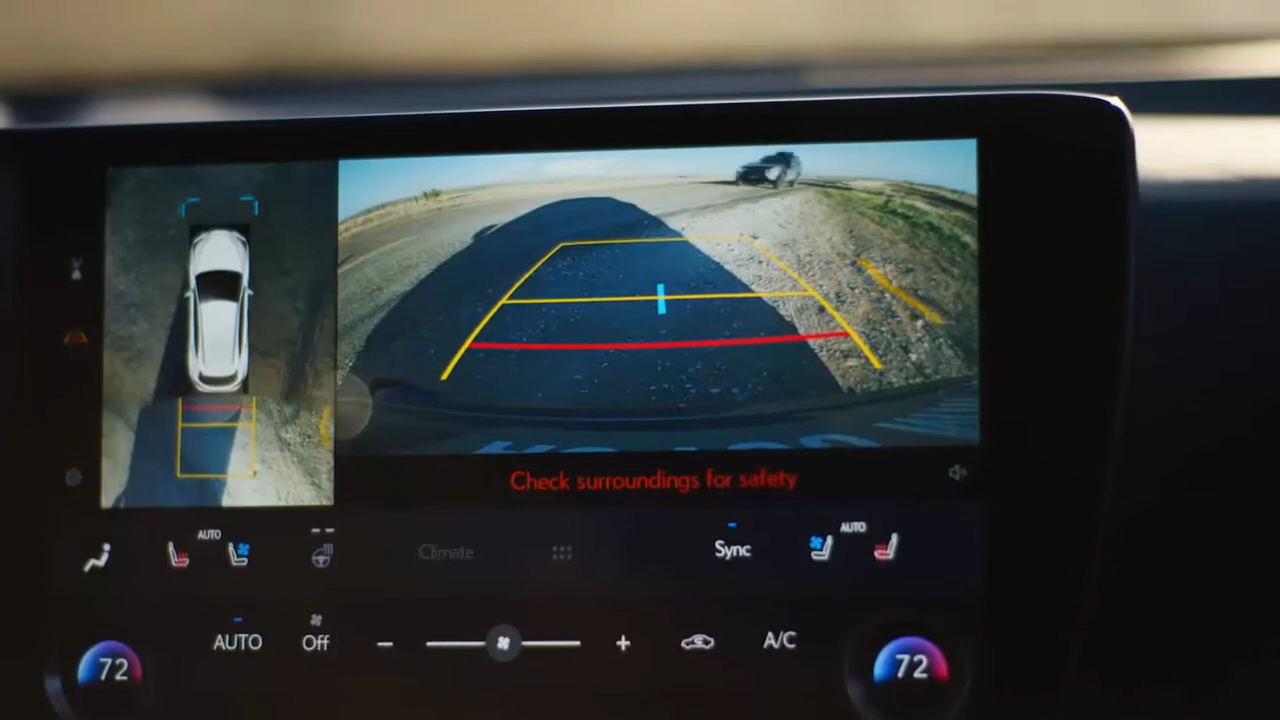 Check surroundings for safety
AUTO
Climate
Sync
AUTO
AUTO
Off
− + A/C
72
72